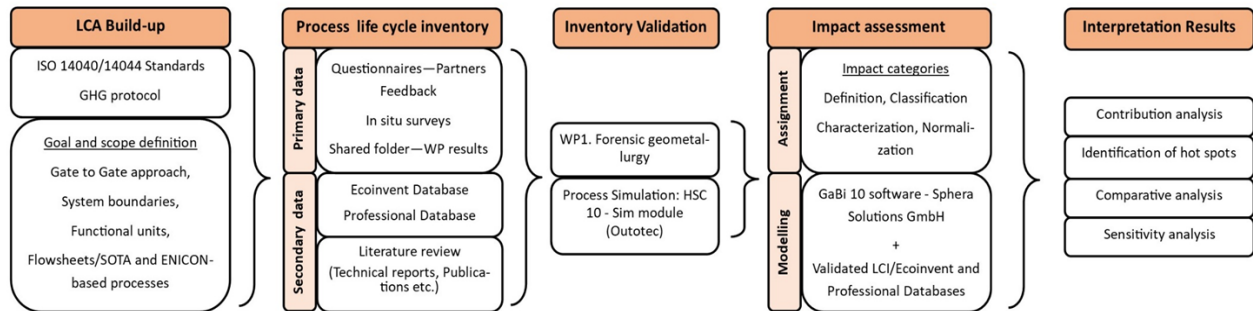 LCA Build-up
ISO 14040/14044 Standards
GHG protocol
Goal and scope definition
Gate to Gate approach,
System boundaries,
Functional units,
Flowsheets/SOTA and ENICON-
based processes
Process life cycle inventory
Primary data
Questionnaires—Partners
Feedback
In situ surveys
Shared folder—WP results
Secondary data
Ecoinvent Database
Professional Database
Literature review
(Technical reports, Publica-
tions etc.)
Inventory Validation
WP1. Forensic geometal-
lurgy
Process Simulation: HSC
10 - Sim module
(Outotec)
Impact assessment
Assignment
Impact categories
Definition, Classification
Characterization, Normali-
zation
Modelling
GaBi 10 software - Sphera
Solutions GmbH
+
Validated LCI/Ecoinvent and
Professional Databases
Interpretation Results
Contribution analysis
Identification of hot spots
Comparative analysis
Sensitivity analysis